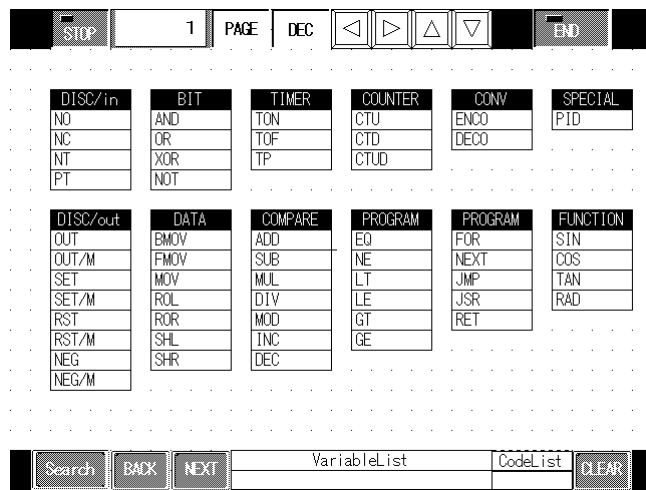 STOP 1 PAGE DEC END
DISC/in BIT TIMER COUNTER CONV SPECIAL
NO AND TON CTU ENCO PID
NC OR TOF CTD DECO
NT XOR TP CTUD
PT NOT
DISC/out DATA COMPARE PROGRAM PROGRAM FUNCTION
OUT BMOV ADD EQ FOR SIN
OUT/M FMOV SUB NE NEXT COS
SET MOV MUL LT JMP TAN
SET/M ROL DIV LE JSR RAD
RST ROR MOD GT RET
RST/M SHL INC GE
NEG SHR DEC
NEG/M
Search BACK NEXT VariableList CodeList CLEAR